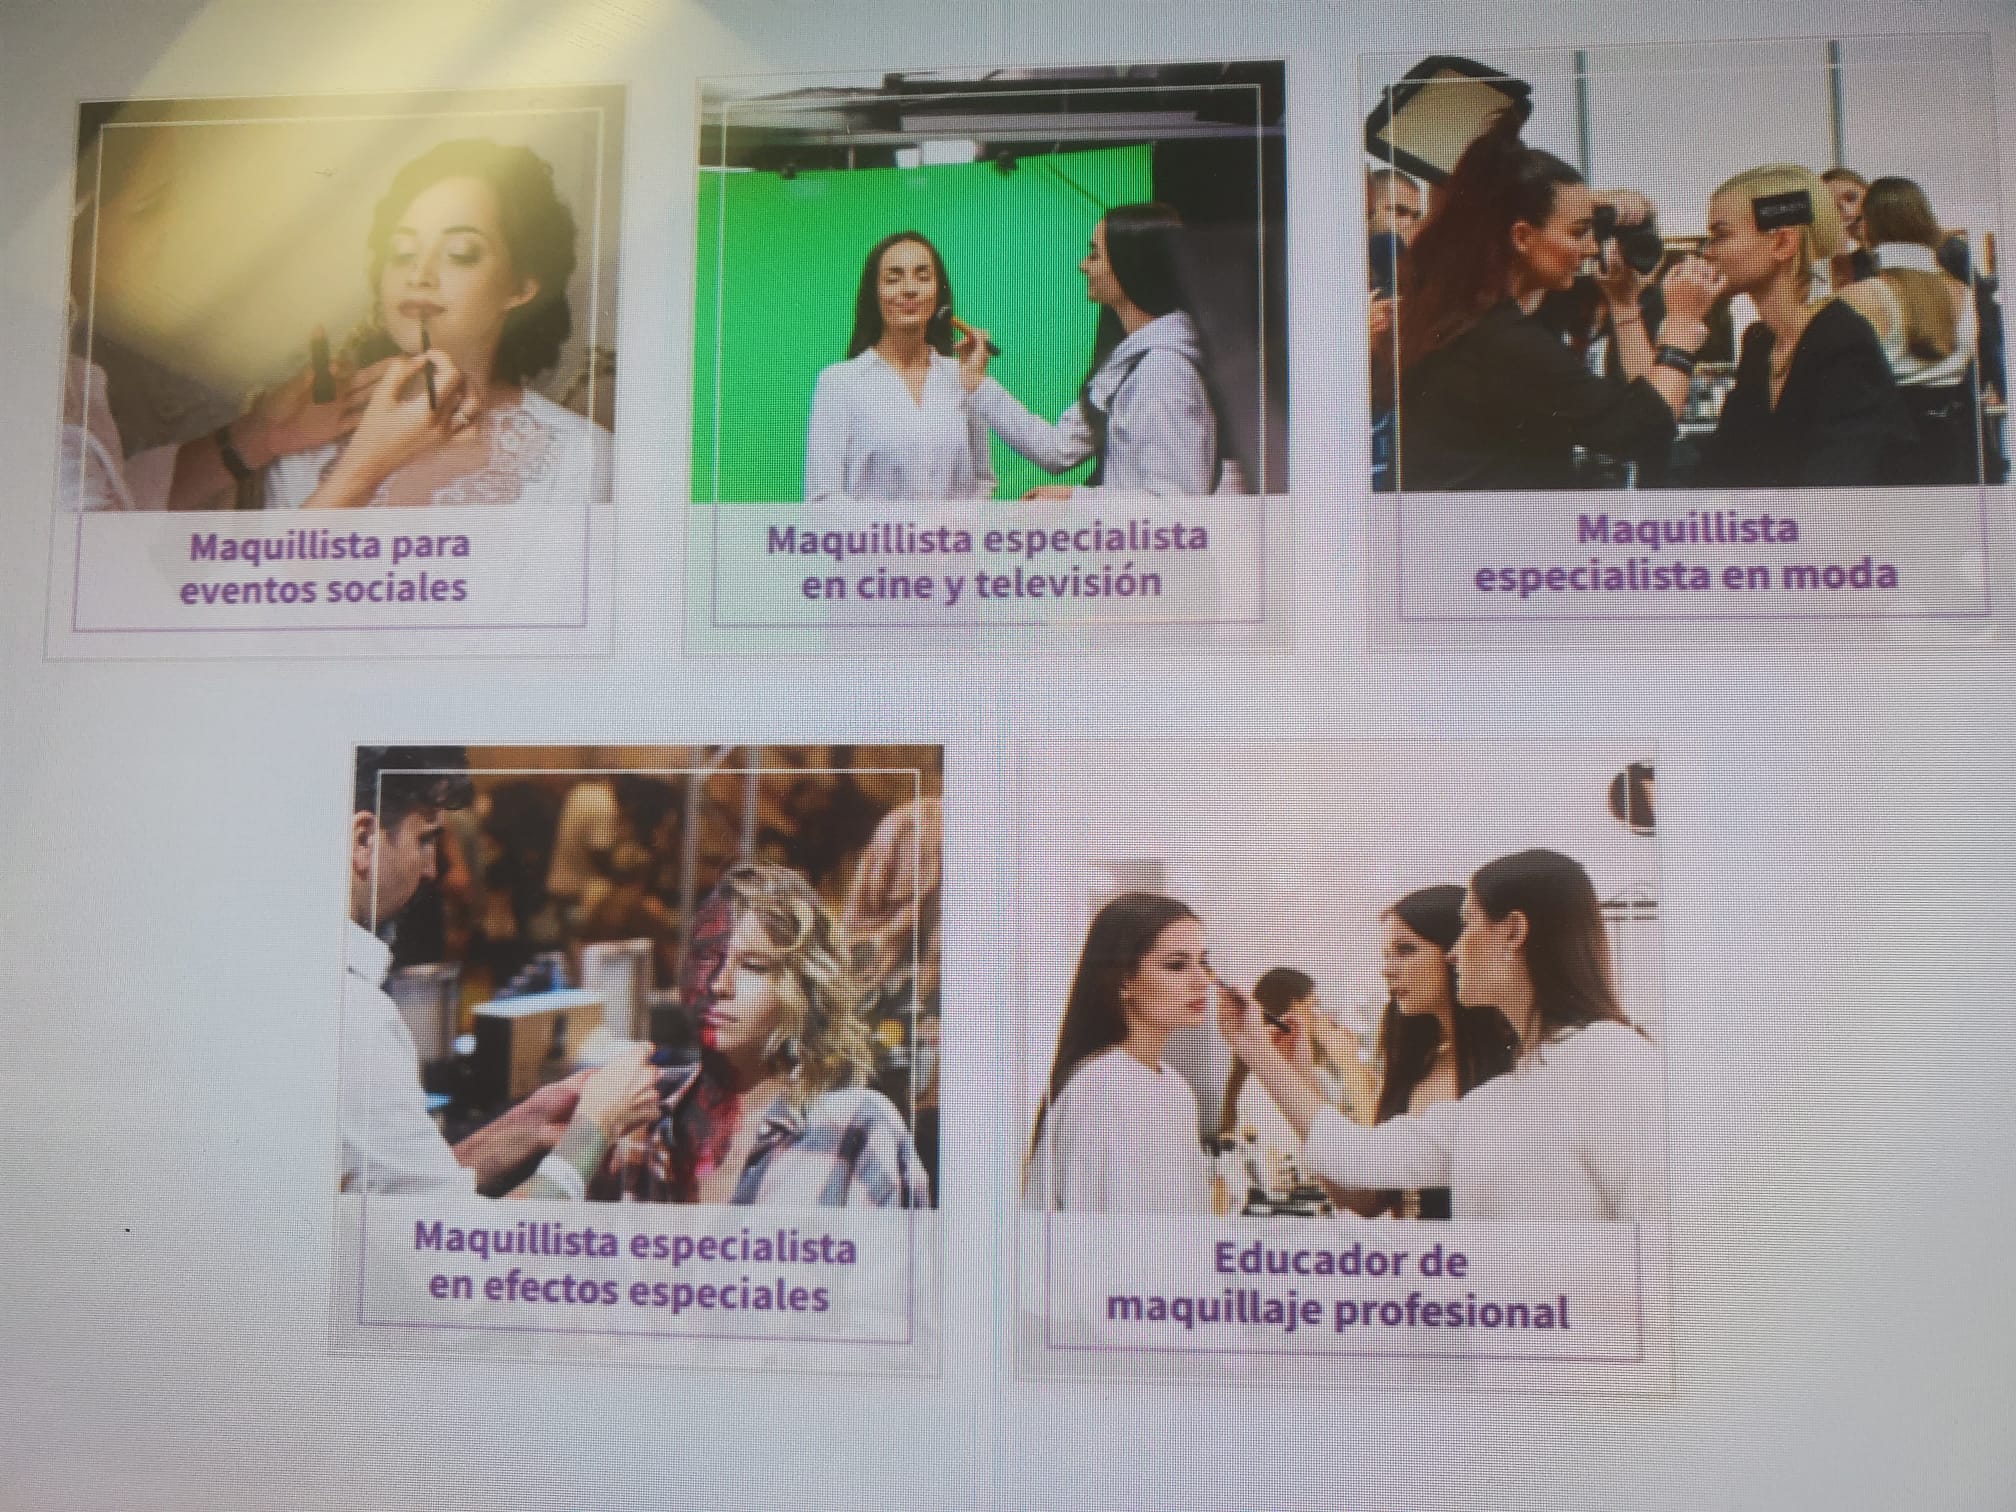 Maquillista para
eventos sociales
Maquillista especialista
en cine y televisión
Maquillista
especialista en moda
Maquillista especialista
en efectos especiales
Educador de
maquillaje profesional